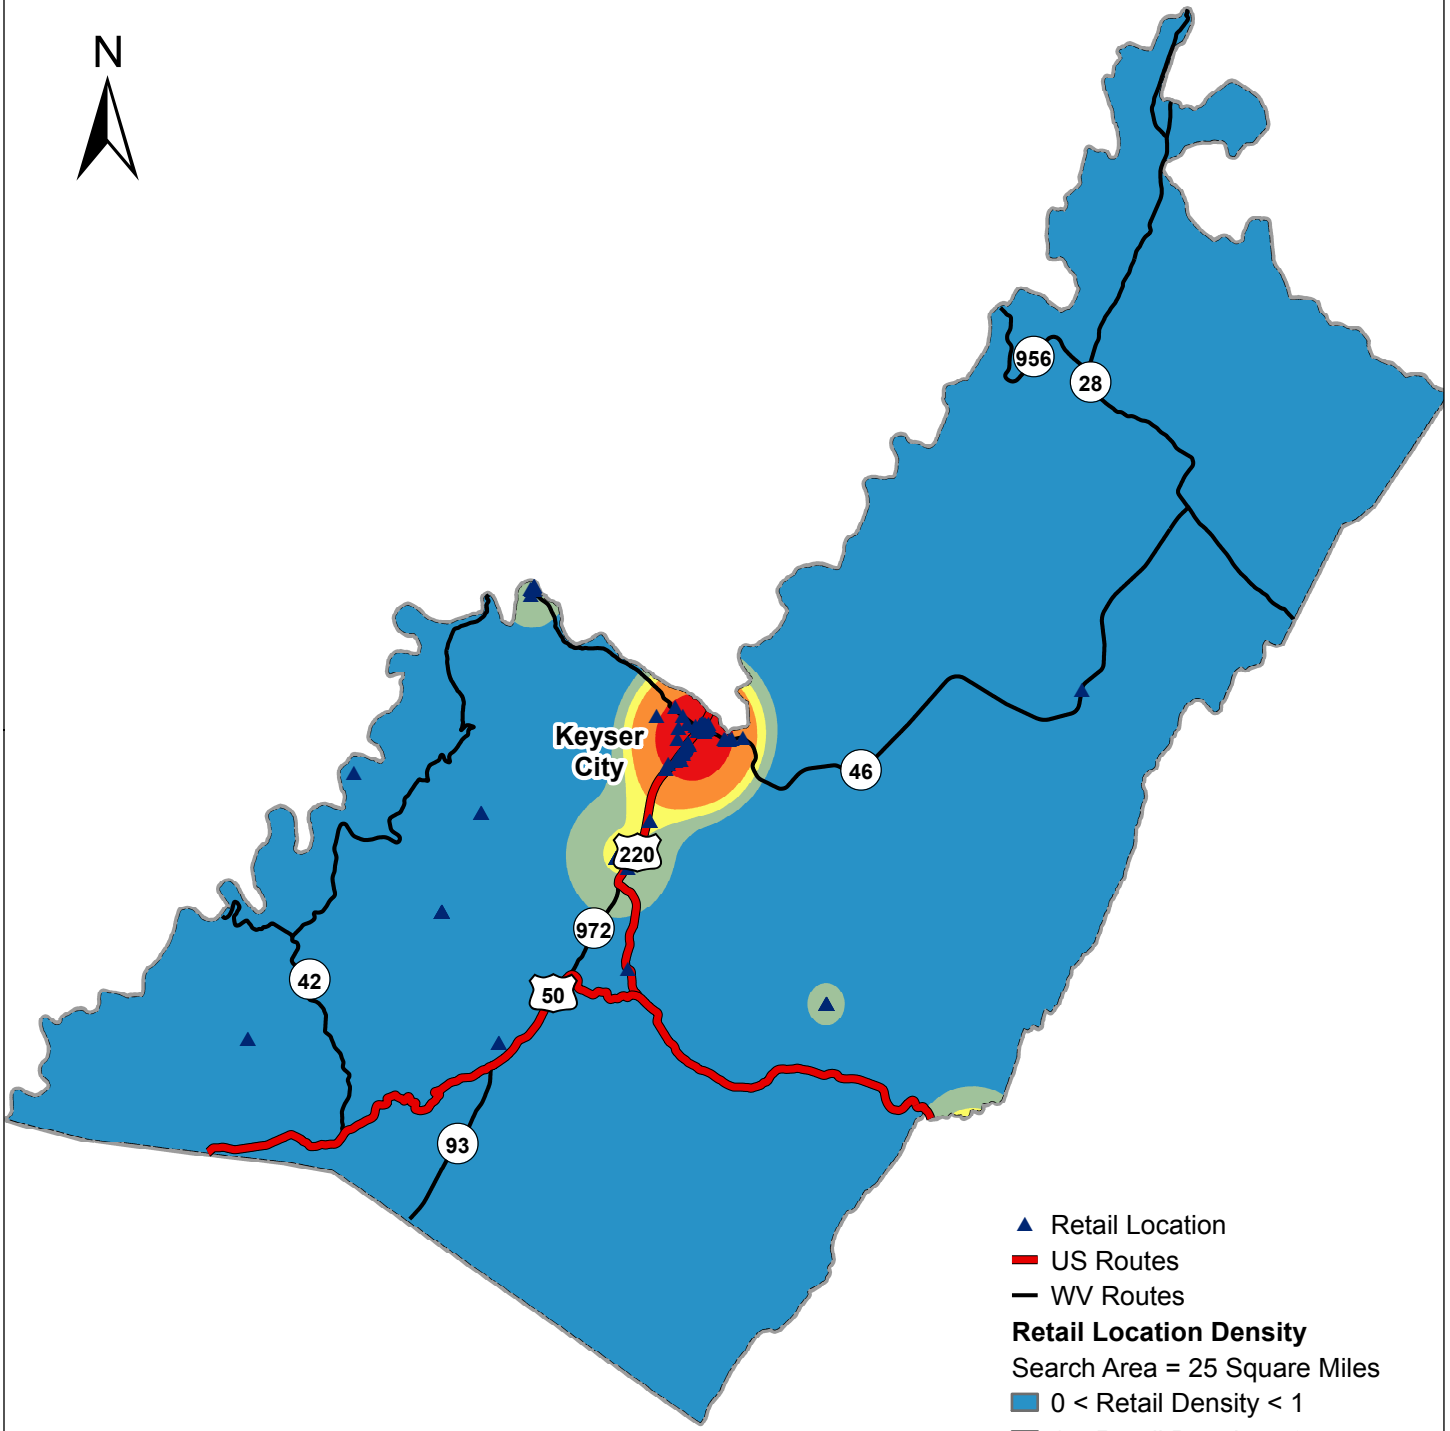 N
956
28
Keyser
City
46
220
972
42
50
93
Retail Location
US Routes
WV Routes
Retail Location Density
Search Area = 25 Square Miles
0 < Retail Density < 1